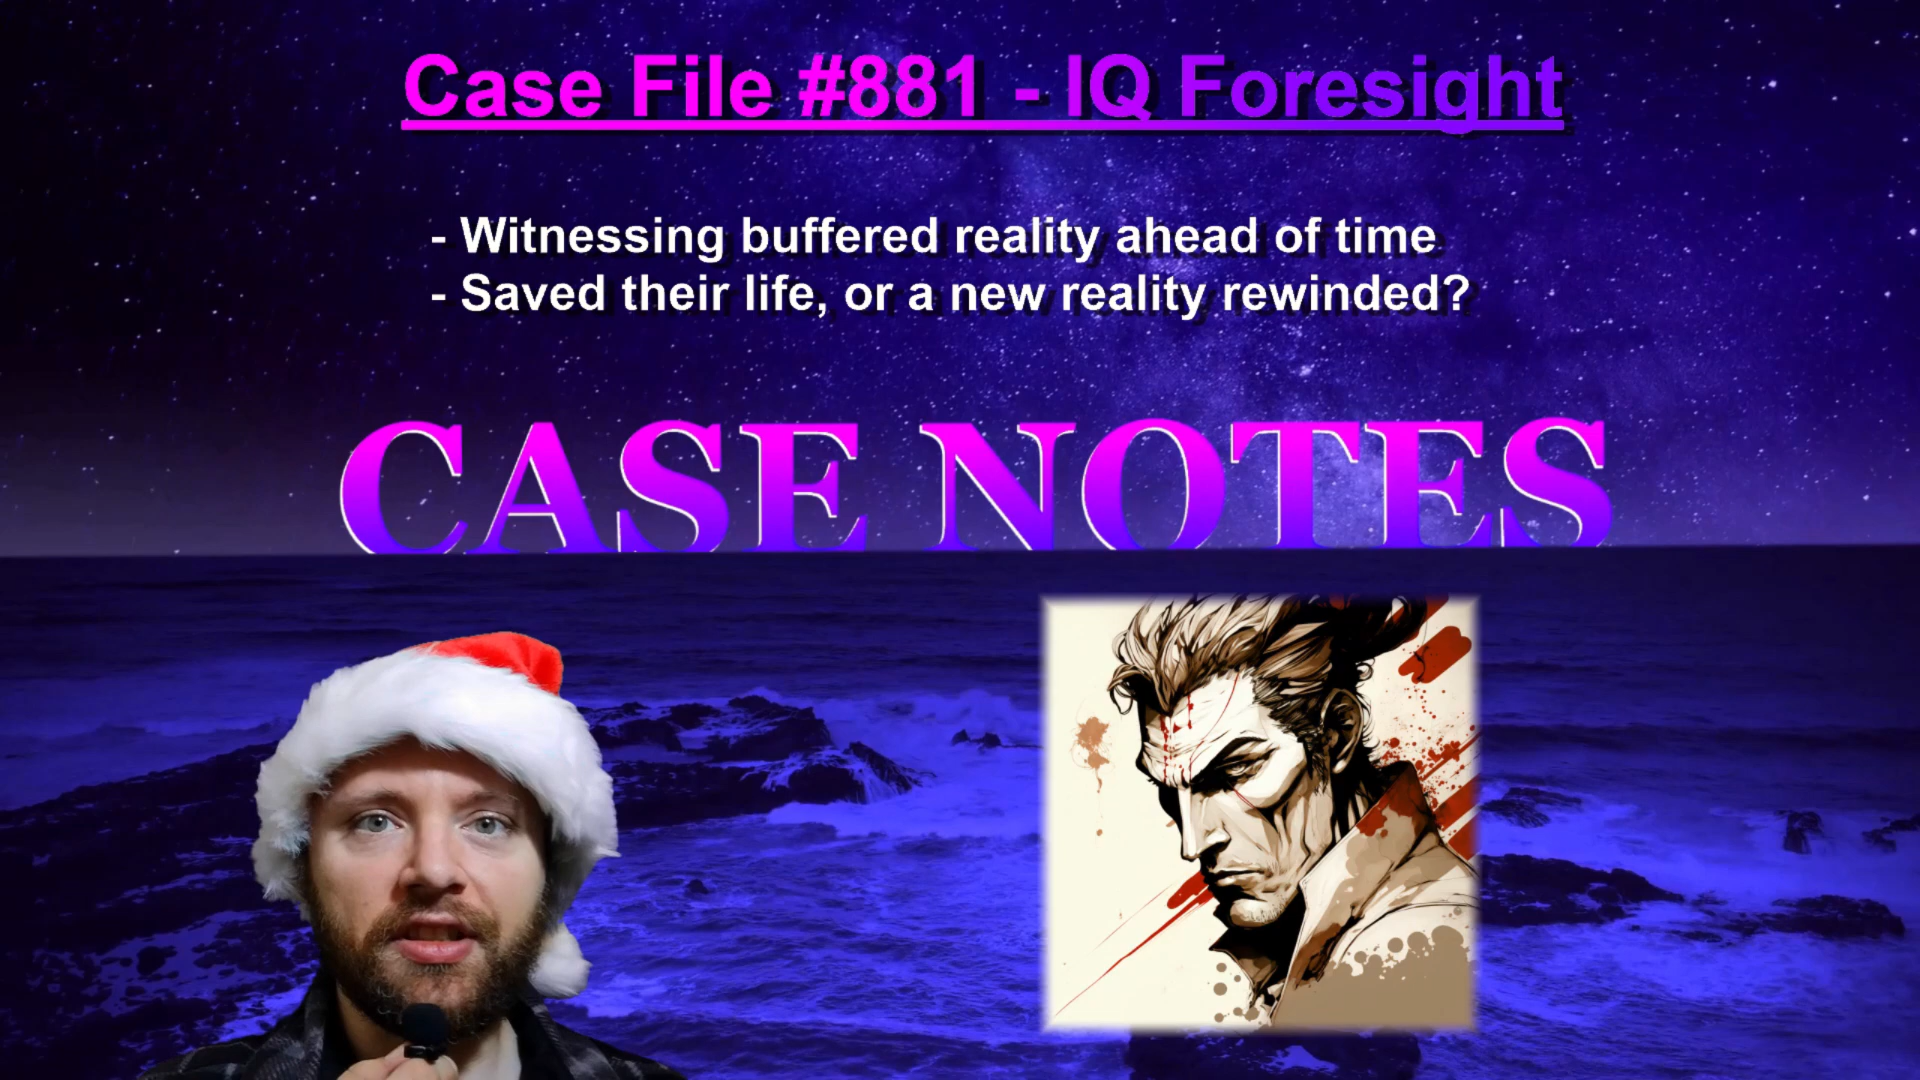 Case File #881 - IQ Foresight
- Witnessing buffered reality ahead of time
- Saved their life, or a new reality rewinded?
CASE NOTES